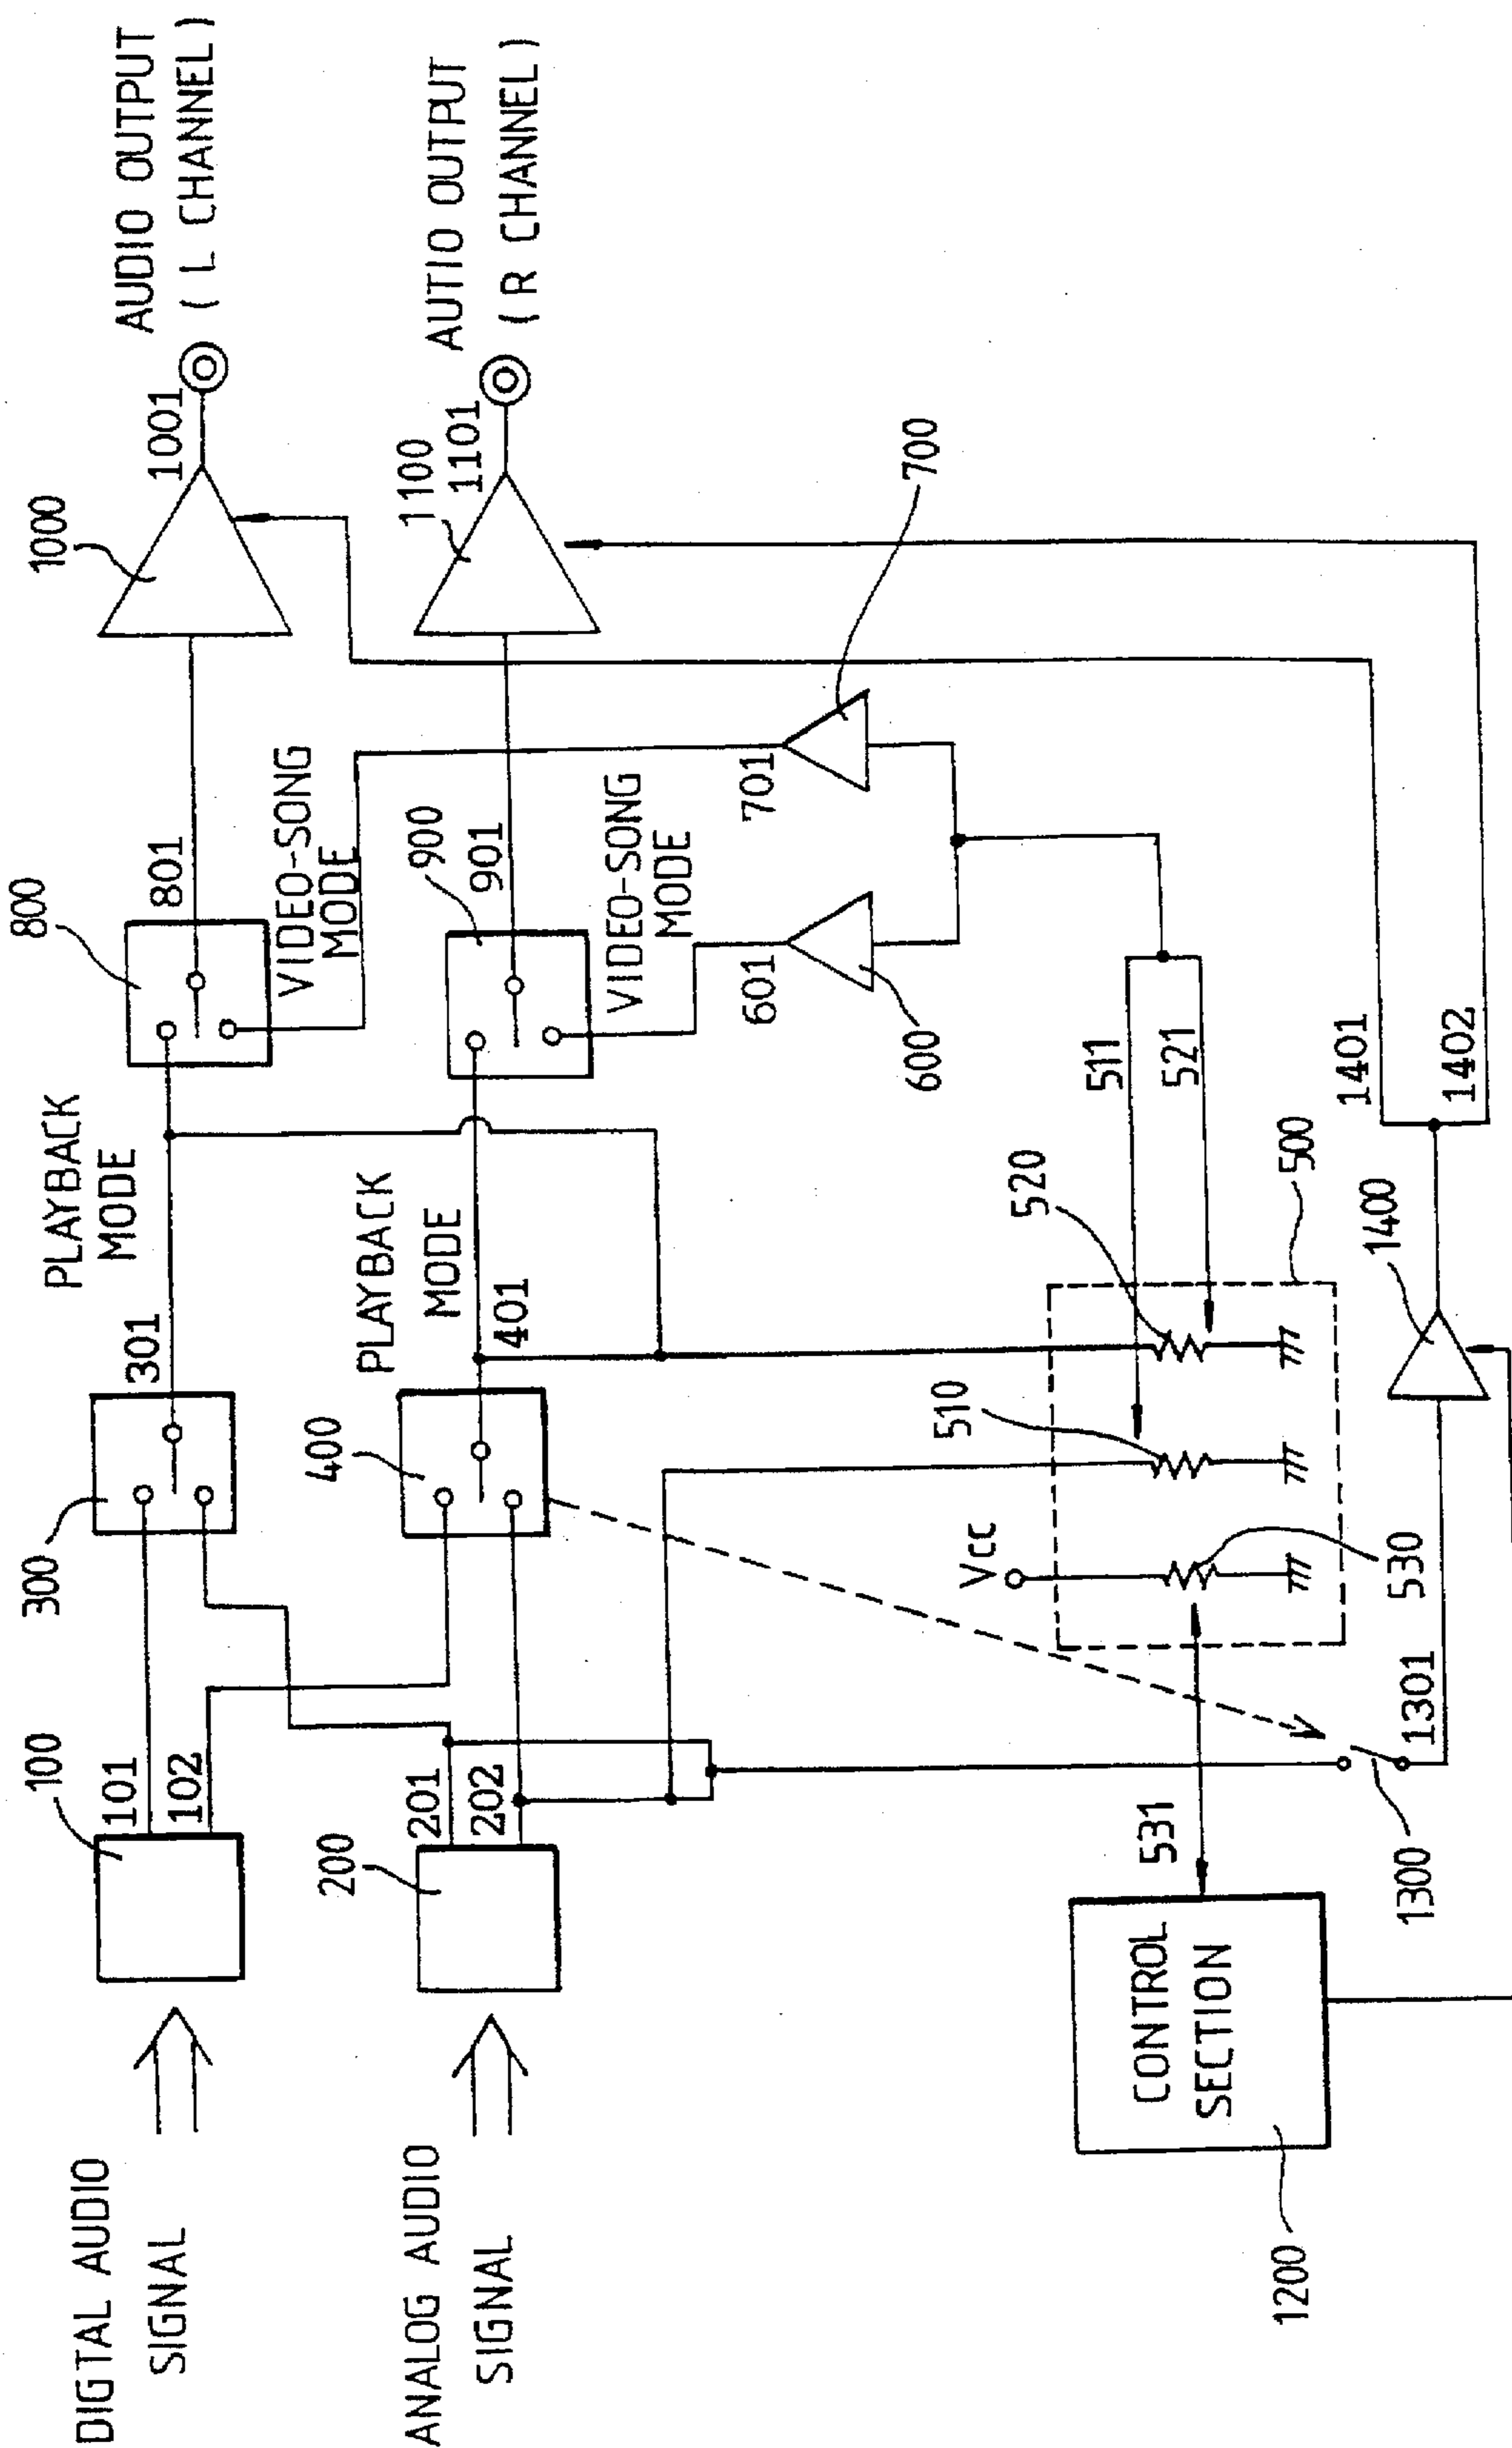 DIGTAL AUDIO
SIGNAL
100
101
102
300
301
PLAYBACK
MODE
800
801
VIDEO-SONG
MODE
1000
1001
AUDIO OUTPUT
( L CHANNEL )
ANALOG AUDIO
SIGNAL
200
201
202
400
401
PLAYBACK
MODE
900
901
VIDEO-SONG
MODE
1100
1101
AUTIO OUTPUT
( R CHANNEL )
601
600
701
700
511
521
520
510
Vcc
530
500
531
CONTROL
SECTION
1200
1300
1301
1400
1401
1402